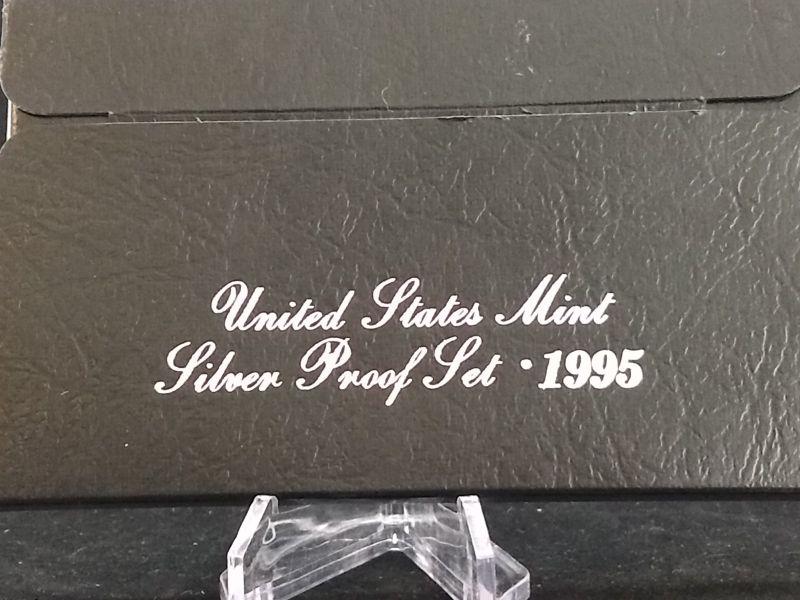 United States Mint
Silver Proof Set · 1995